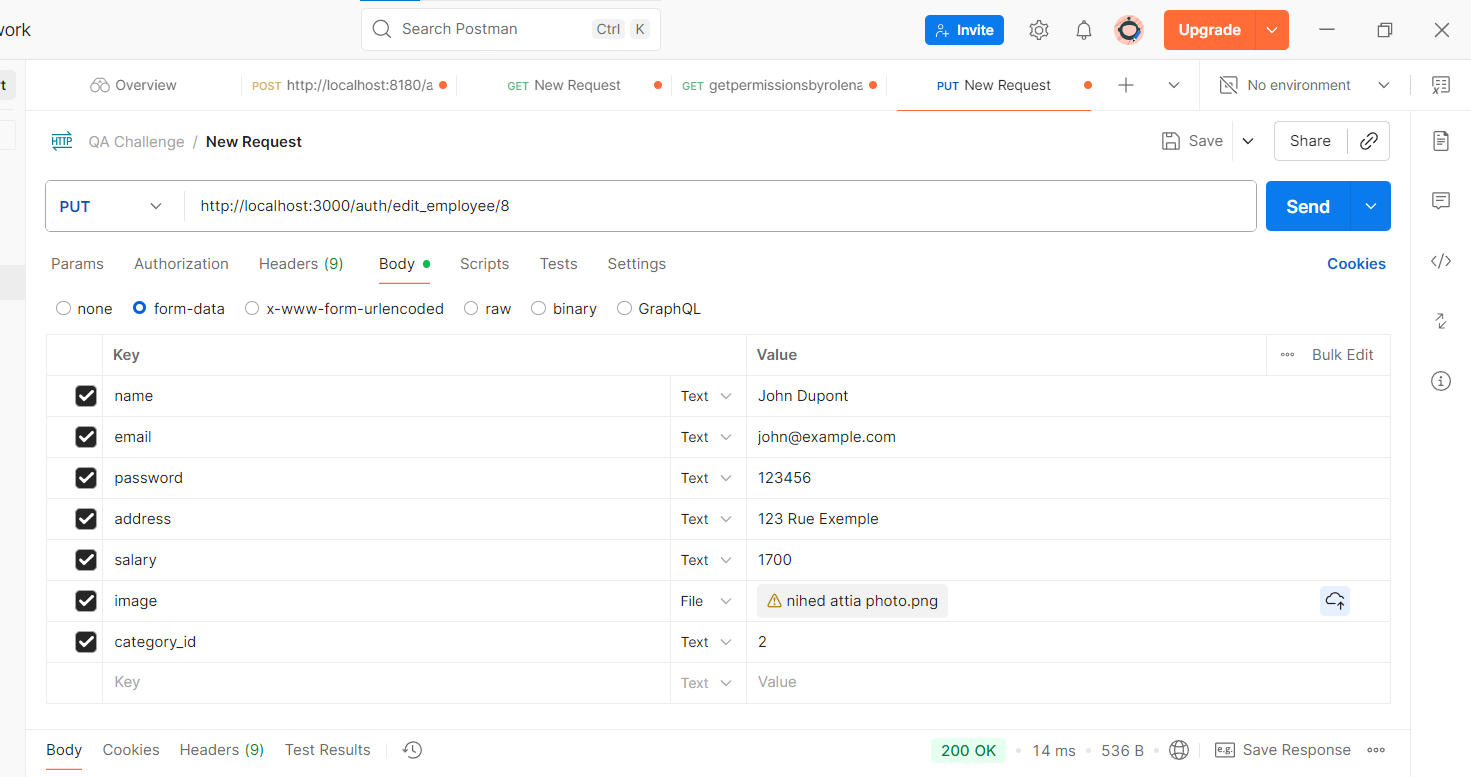 work
Search Postman Ctrl K
Invite
Upgrade
t
Overview
POST http://localhost:8180/a
GET New Request
GET getpermissionsbyrolena
PUT New Request
No environment
HTTP QA Challenge / New Request
Save
Share
PUT http://localhost:3000/auth/edit_employee/8
Send
Params Authorization Headers (9) Body Scripts Tests Settings Cookies
none form-data x-www-form-urlencoded raw binary GraphQL
Key Value Bulk Edit
name Text John Dupont
email Text john@example.com
password Text 123456
address Text 123 Rue Exemple
salary Text 1700
image File nihed attia photo.png
category_id Text 2
Key Text Value
Body Cookies Headers (9) Test Results 200 OK 14 ms 536 B e.g. Save Response